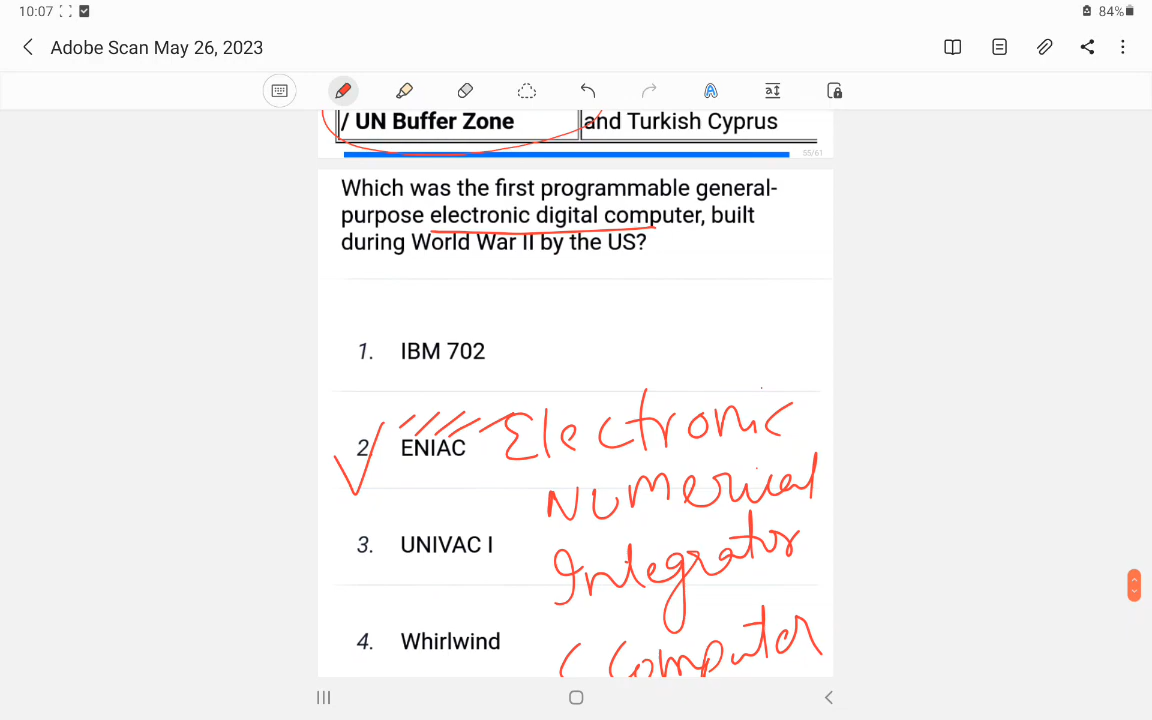 10:07 84%
Adobe Scan May 26, 2023
/ UN Buffer Zone and Turkish Cyprus
55/61
Which was the first programmable general-
purpose electronic digital computer, built
during World War II by the US?
1. IBM 702
2. ENIAC Electronic
Numerical
3. UNIVAC I Integrator
4. Whirlwind Computer